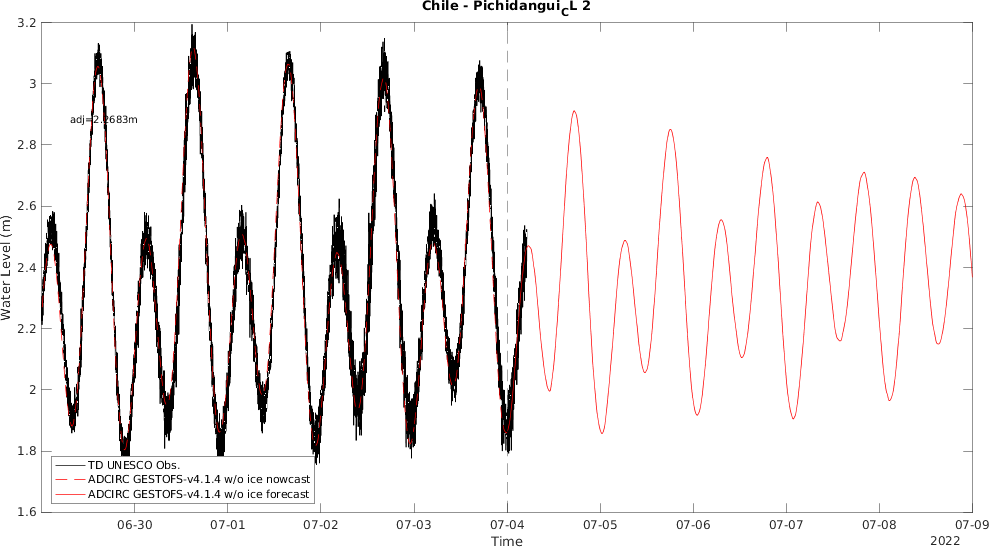 Chile - Pichidangui_CL 2
3.2
3
2.8
2.6
2.4
2.2
2
1.8
1.6
Water Level (m)
adj=2.2683m
TD UNESCO Obs.
ADCIRC GESTOFS-v4.1.4 w/o ice nowcast
ADCIRC GESTOFS-v4.1.4 w/o ice forecast
06-30 07-01 07-02 07-03 07-04 07-05 07-06 07-07 07-08 07-09
Time
2022